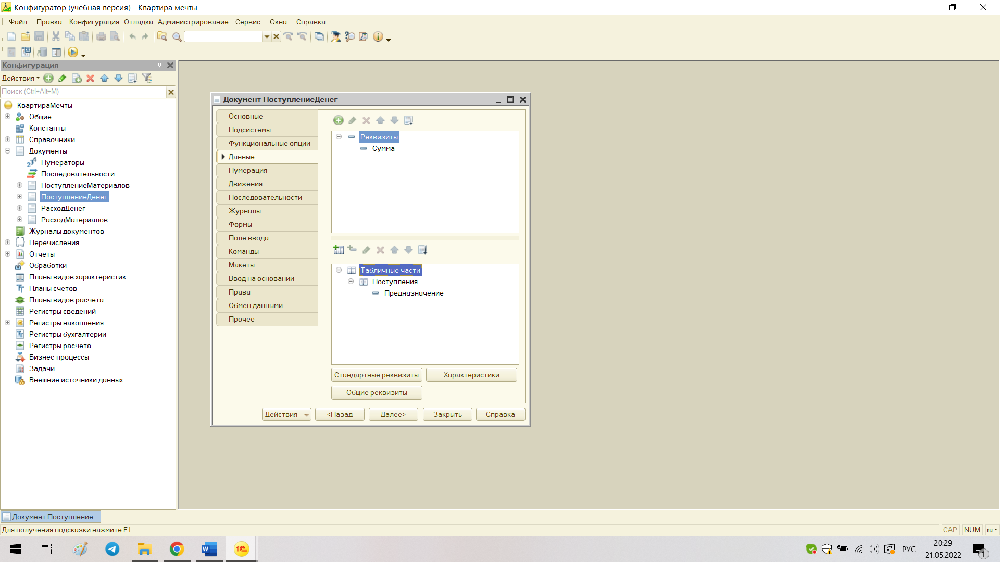 Конфигуратор (учебная версия) - Квартира мечты
Файл Правка Конфигурация Отладка Администрирование Сервис Окна Справка
Конфигурация
Действия
Поиск (Ctrl+Alt+M)
КвартираМечты
Общие
Константы
Справочники
Документы
Нумераторы
Последовательности
ПоступлениеМатериалов
ПоступлениеДенег
РасходДенег
РасходМатериалов
Журналы документов
Перечисления
Отчеты
Обработки
Планы видов характеристик
Планы счетов
Планы видов расчета
Регистры сведений
Регистры накопления
Регистры бухгалтерии
Регистры расчета
Бизнес-процессы
Задачи
Внешние источники данных
Документ ПоступлениеДенег
Основные
Подсистемы
Функциональные опции
Данные
Нумерация
Движения
Последовательности
Журналы
Формы
Поле ввода
Команды
Макеты
Ввод на основании
Права
Обмен данными
Прочее
Реквизиты
Сумма
Табличные части
Поступления
Предназначение
Стандартные реквизиты Характеристики
Общие реквизиты
Действия <Назад Далее> Закрыть Справка
Документ Поступление...
Для получения подсказки нажмите F1
CAP NUM ru
РУС
20:29
21.05.2022
1